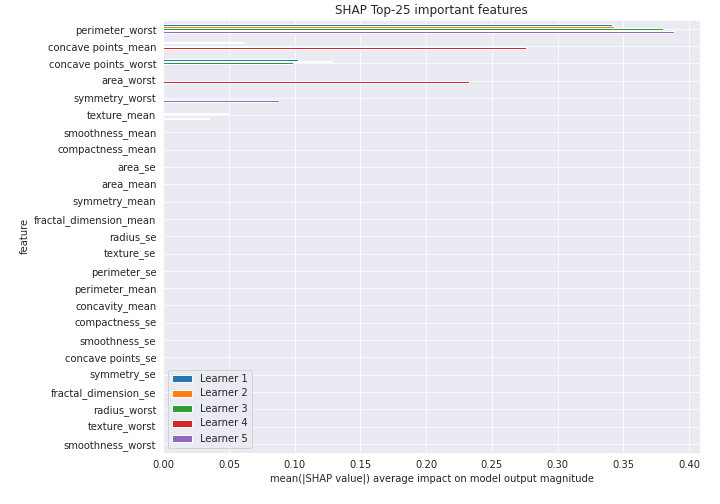 SHAP Top-25 important features
perimeter_worst
concave points_mean
concave points_worst
area_worst
symmetry_worst
texture_mean
smoothness_mean
compactness_mean
area_se
area_mean
symmetry_mean
fractal_dimension_mean
radius_se
texture_se
perimeter_se
perimeter_mean
concavity_mean
compactness_se
smoothness_se
concave points_se
symmetry_se
fractal_dimension_se
radius_worst
texture_worst
smoothness_worst
feature
Learner 1
Learner 2
Learner 3
Learner 4
Learner 5
0.00 0.05 0.10 0.15 0.20 0.25 0.30 0.35 0.40
mean(|SHAP value|) average impact on model output magnitude